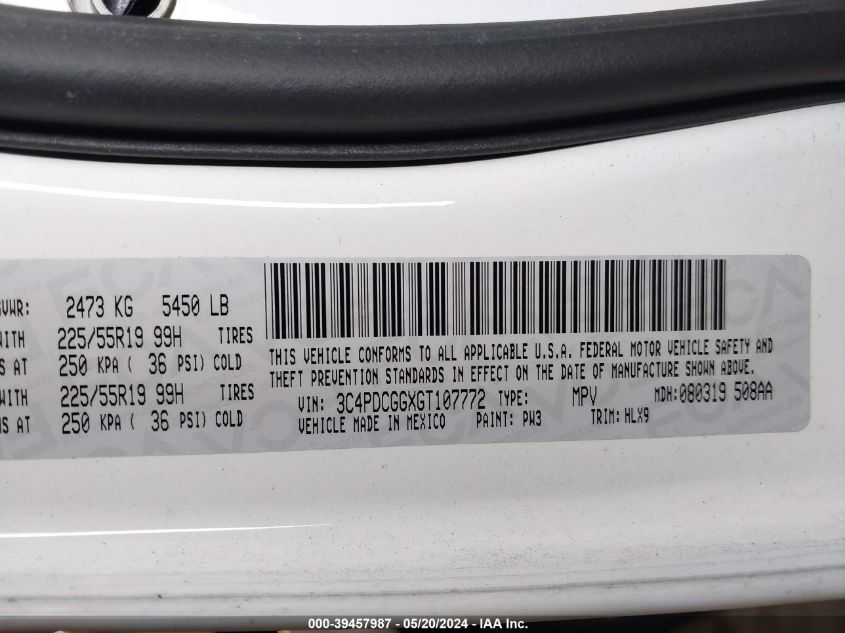 GVWR: 2473 KG 5450 LB
WITH 225/55R19 99H TIRES
AT 250 KPA ( 36 PSI) COLD
WITH 225/55R19 99H TIRES
AT 250 KPA ( 36 PSI) COLD
THIS VEHICLE CONFORMS TO ALL APPLICABLE U.S.A. FEDERAL MOTOR VEHICLE SAFETY AND
THEFT PREVENTION STANDARDS IN EFFECT ON THE DATE OF MANUFACTURE SHOWN ABOVE.
VIN: 3C4PDCGGXGT107772 TYPE: MPV MDH: 080319 508AA
VEHICLE MADE IN MEXICO PAINT: PW3 TRIM: HLX9
000-39457987 — 05/20/2024 — IAA Inc.